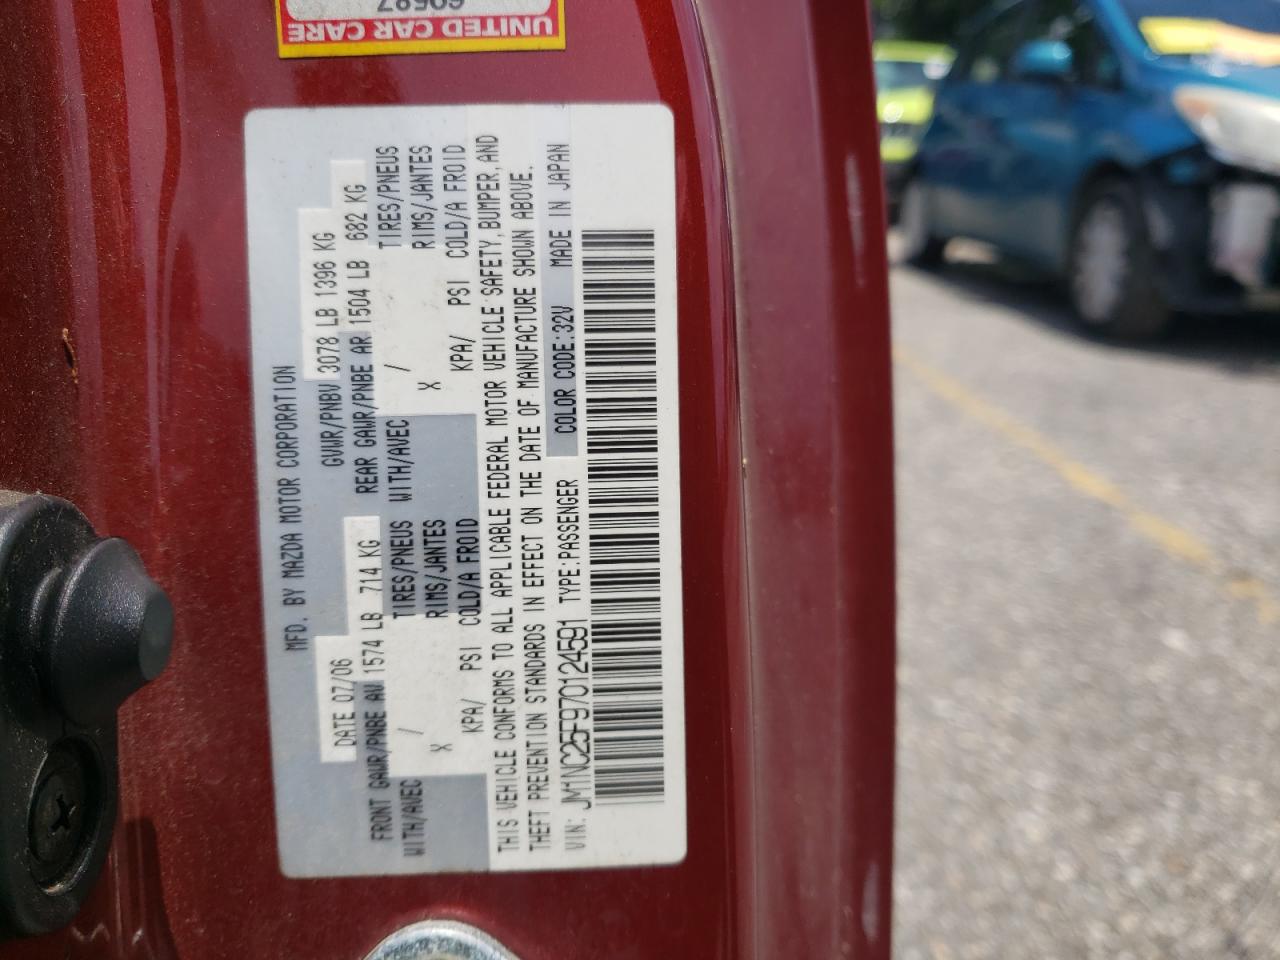 UNITED CAR CARE
69587
MFD. BY MAZDA MOTOR CORPORATION
DATE 07/06 GVWR/PNBV 3078 LB 1396 KG
FRONT GAWR/PNBE AV 1574 LB 714 KG REAR GAWR/PNBE AR 1504 LB 682 KG
WITH/AVEC / TIRES/PNEUS WITH/AVEC / TIRES/PNEUS
X RIMS/JANTES X RIMS/JANTES
KPA/ PSI COLD/A FROID KPA/ PSI COLD/A FROID
THIS VEHICLE CONFORMS TO ALL APPLICABLE FEDERAL MOTOR VEHICLE SAFETY, BUMPER, AND
THEFT PREVENTION STANDARDS IN EFFECT ON THE DATE OF MANUFACTURE SHOWN ABOVE.
VIN: JM1NC25F970124591 TYPE:PASSENGER COLOR CODE:32V MADE IN JAPAN